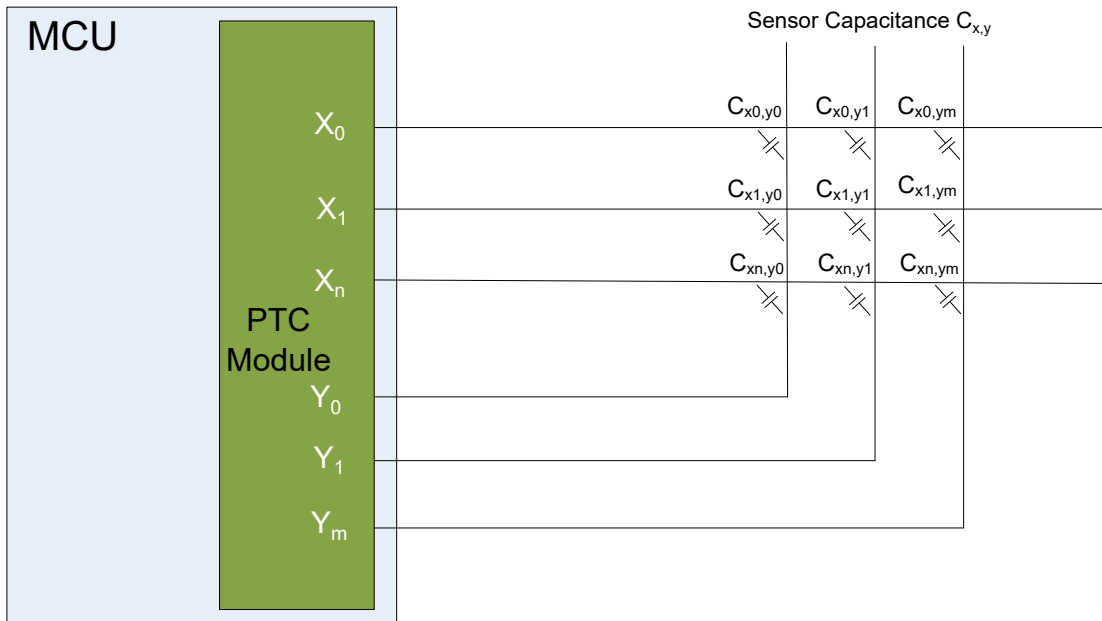 MCU
Sensor Capacitance Cx,y
X0
Cx0,y0 Cx0,y1 Cx0,ym
X1
Cx1,y0 Cx1,y1 Cx1,ym
Xn
Cxn,y0 Cxn,y1 Cxn,ym
PTC
Module
Y0
Y1
Ym